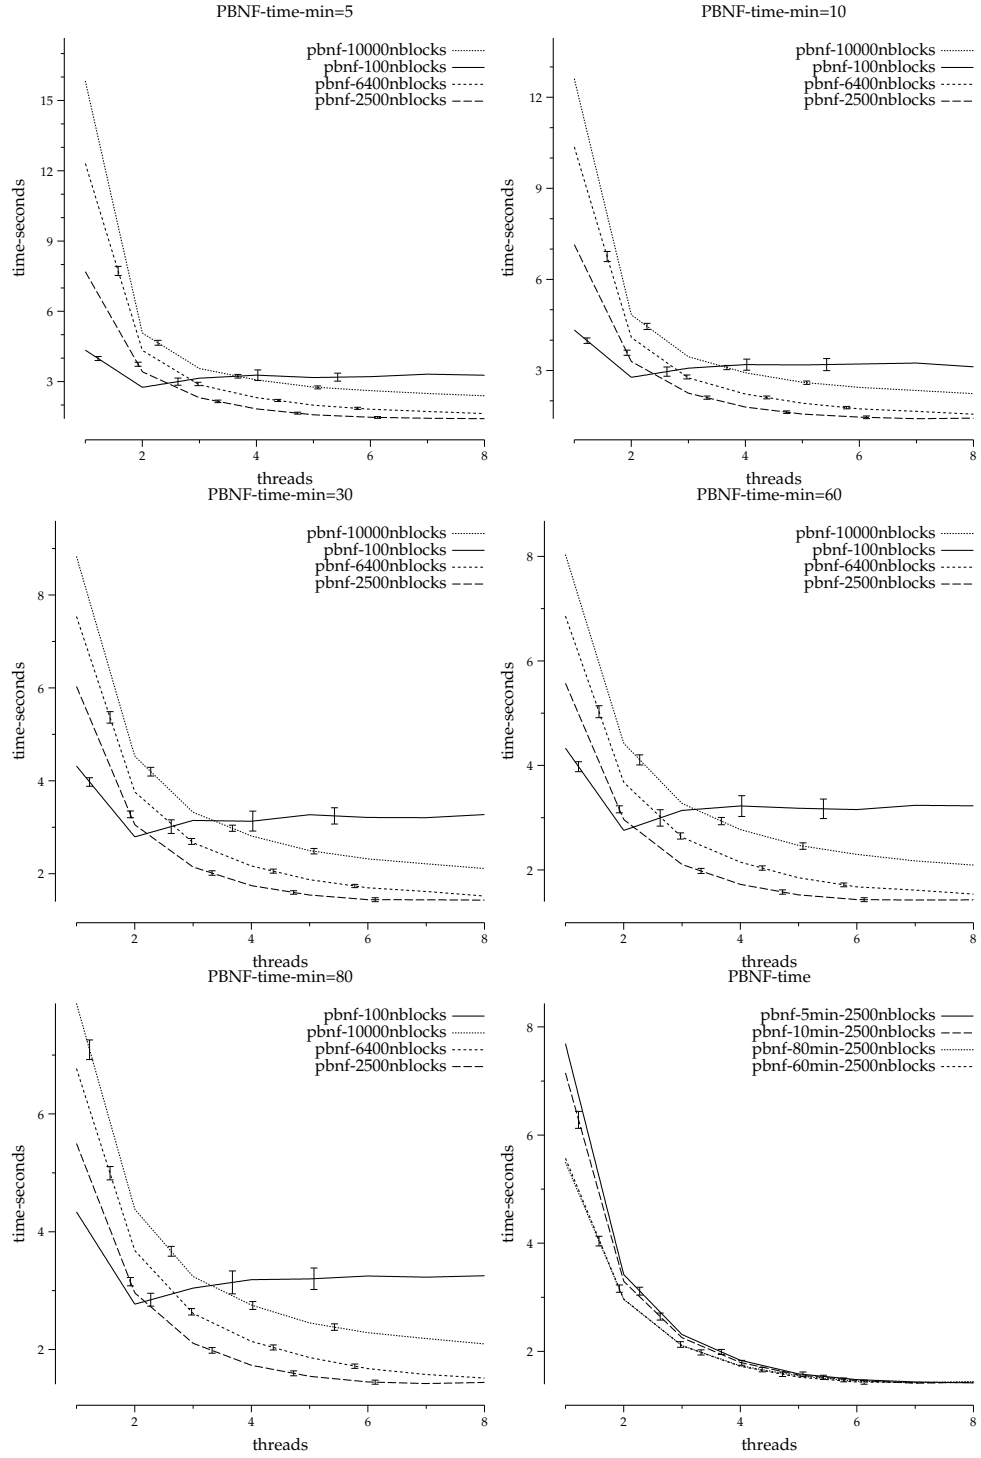 PBNF-time-min=5
pbnf-10000nblocks
pbnf-100nblocks
pbnf-6400nblocks
pbnf-2500nblocks
15
12
9
6
3
time-seconds
2
4
6
8
threads
PBNF-time-min=10
pbnf-10000nblocks
pbnf-100nblocks
pbnf-6400nblocks
pbnf-2500nblocks
12
9
6
3
time-seconds
2
4
6
8
threads
PBNF-time-min=30
pbnf-10000nblocks
pbnf-100nblocks
pbnf-6400nblocks
pbnf-2500nblocks
8
6
4
2
time-seconds
2
4
6
8
threads
PBNF-time-min=60
pbnf-10000nblocks
pbnf-100nblocks
pbnf-6400nblocks
pbnf-2500nblocks
8
6
4
2
time-seconds
2
4
6
8
threads
PBNF-time-min=80
pbnf-100nblocks
pbnf-10000nblocks
pbnf-6400nblocks
pbnf-2500nblocks
6
4
2
time-seconds
2
4
6
8
threads
PBNF-time
pbnf-5min-2500nblocks
pbnf-10min-2500nblocks
pbnf-80min-2500nblocks
pbnf-60min-2500nblocks
8
6
4
2
time-seconds
2
4
6
8
threads